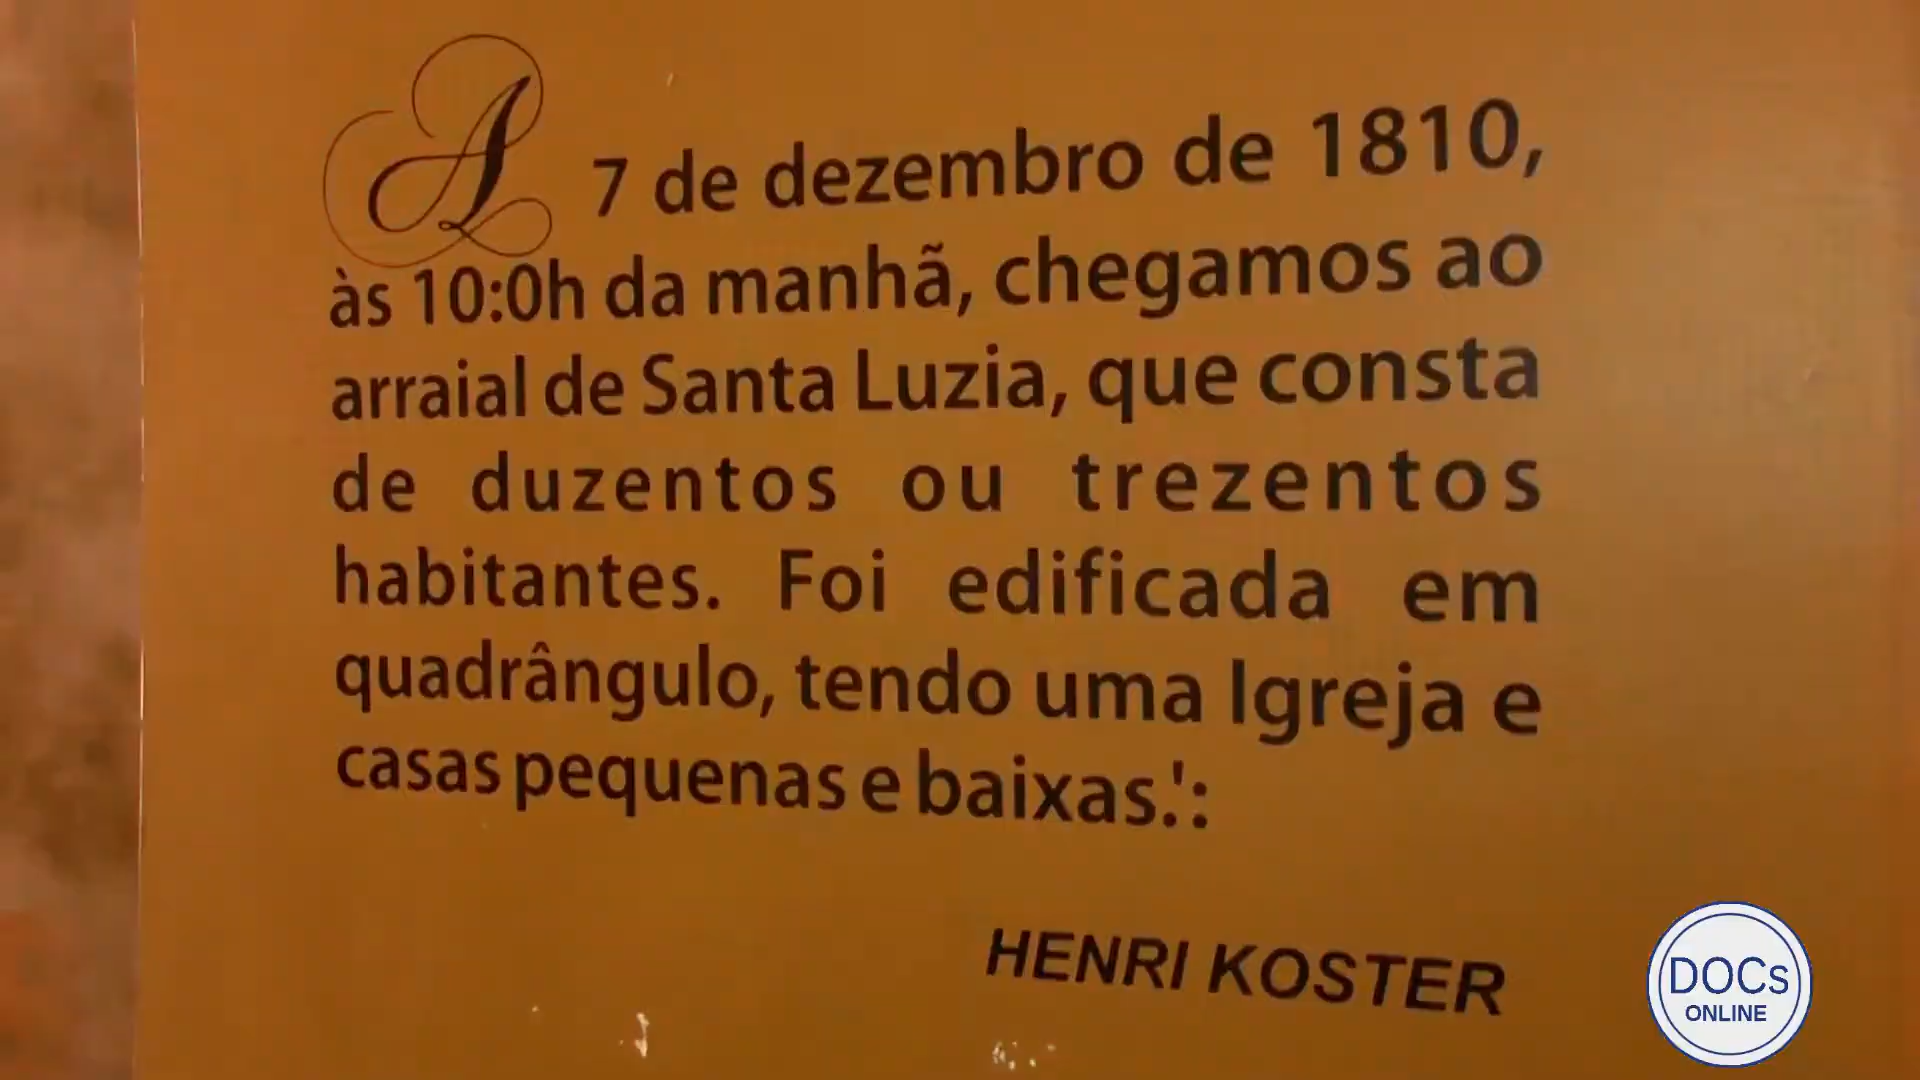 A 7 de dezembro de 1810,
às 10:0h da manhã, chegamos ao
arraial de Santa Luzia, que consta
de duzentos ou trezentos
habitantes. Foi edificada em
quadrângulo, tendo uma Igreja e
casas pequenas e baixas.':
HENRI KOSTER
DOCs
ONLINE